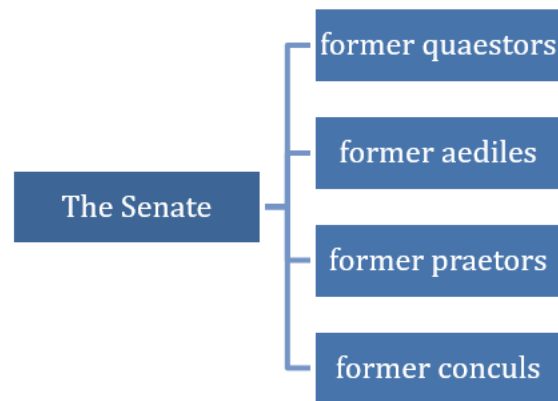 The Senate
former quaestors
former aediles
former praetors
former conculs